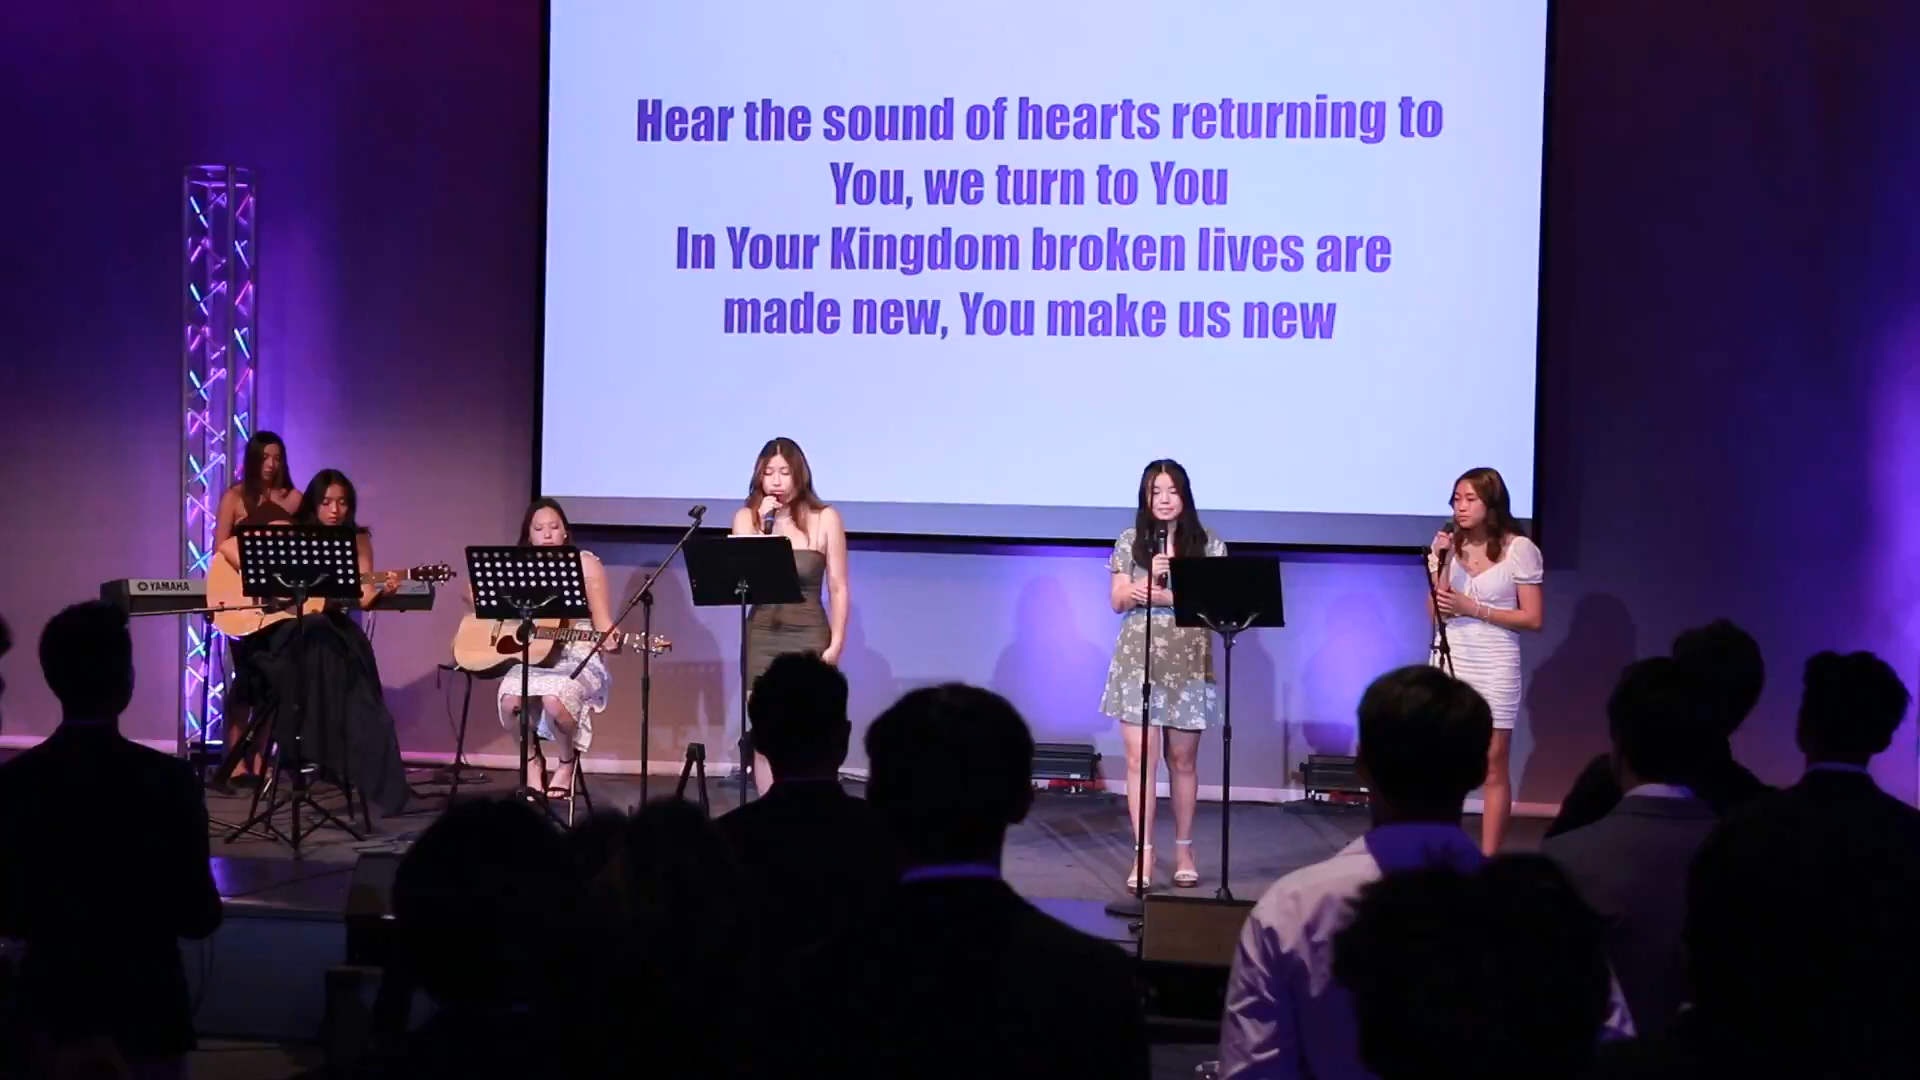 Hear the sound of hearts returning to
You, we turn to You
In Your Kingdom broken lives are
made new, You make us new
YAMAHA